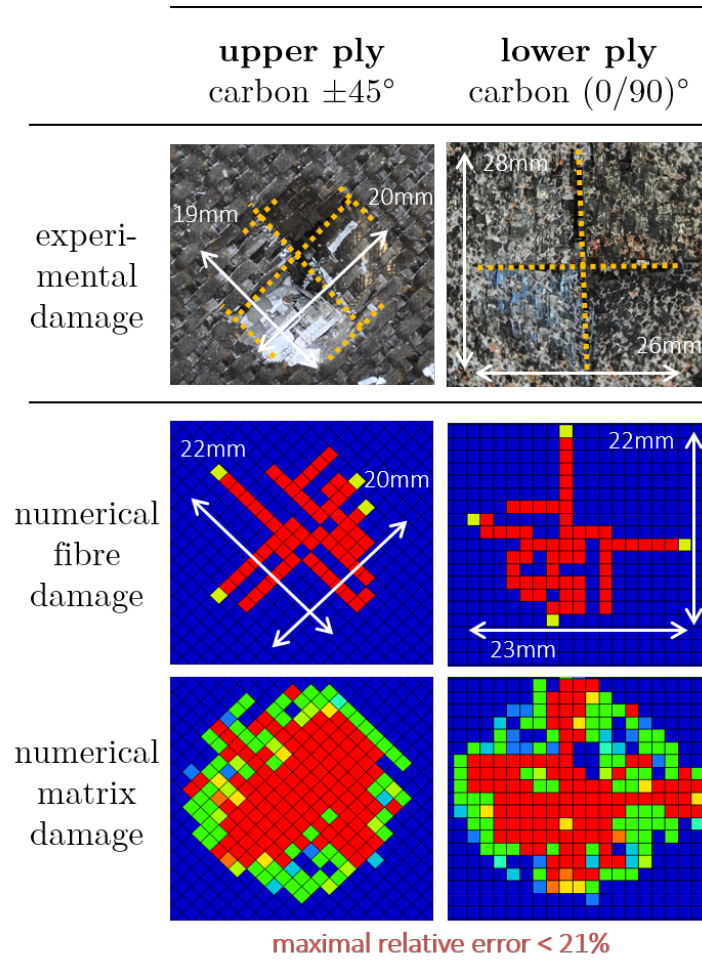 upper ply
carbon ±45°
lower ply
carbon (0/90)°
experi-
mental
damage
19mm
20mm
28mm
26mm
numerical
fibre
damage
22mm
20mm
22mm
23mm
numerical
matrix
damage
maximal relative error < 21%